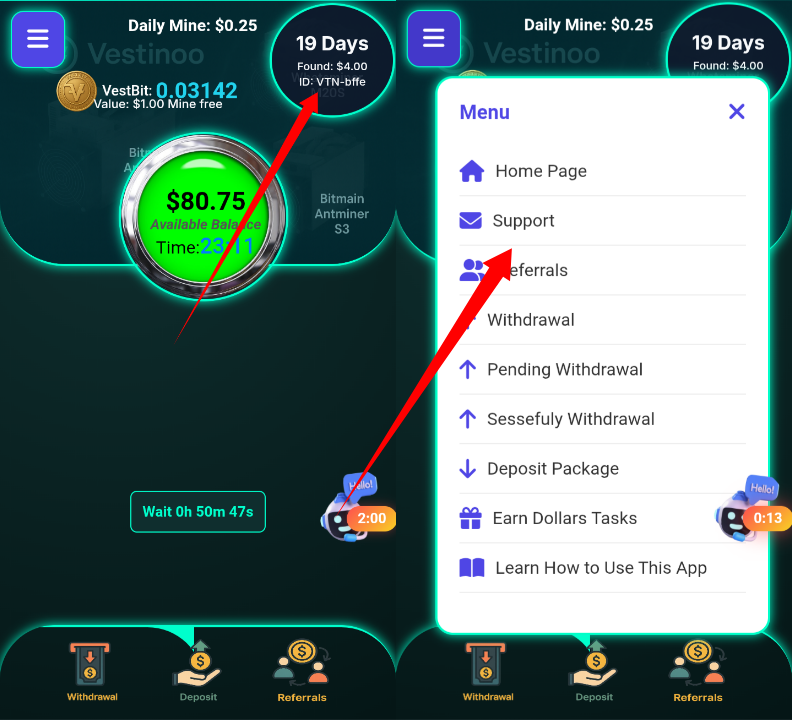 Daily Mine: $0.25
Vestinoo
19 Days
Found: $4.00
ID: VTN-bffe
M20S
VestBit: 0.03142
Value: $1.00 Mine free
$80.75
Available Balance
Time:23:11
Bitmain
Antminer
S3
Wait 0h 50m 47s
Hello!
2:00
Withdrawal
Deposit
Referrals
Daily Mine: $0.25
Vestinoo
19 Days
Found: $4.00
Menu
Home Page
Support
eferrals
Withdrawal
Pending Withdrawal
Sessefuly Withdrawal
Deposit Package
Earn Dollars Tasks
Learn How to Use This App
Hello!
0:13
Withdrawal
Deposit
Referrals